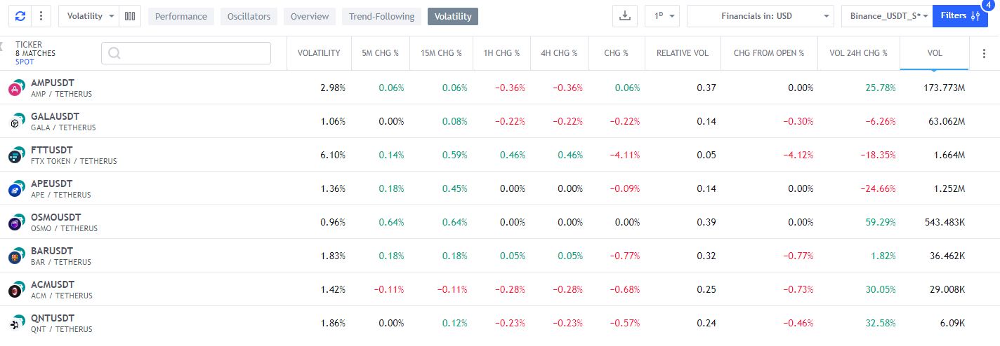 Volatility Performance Oscillators Overview Trend-Following Volatility 1D Financials in: USD Binance_USDT_S* Filters 4
TICKER VOLATILITY 5M CHG % 15M CHG % 1H CHG % 4H CHG % CHG % RELATIVE VOL CHG FROM OPEN % VOL 24H CHG % VOL
8 MATCHES
SPOT
AMPUSDT 2.98% 0.06% 0.06% −0.36% −0.36% 0.06% 0.37 0.00% 25.78% 173.773M
AMP / TETHERUS
GALAUSDT 1.06% 0.00% 0.08% −0.22% −0.22% −0.22% 0.14 −0.30% −6.26% 63.062M
GALA / TETHERUS
FTTUSDT 6.10% 0.14% 0.59% 0.46% 0.46% −4.11% 0.05 −4.12% −18.35% 1.664M
FTX TOKEN / TETHERUS
APEUSDT 1.36% 0.18% 0.45% 0.00% 0.00% −0.09% 0.14 0.00% −24.66% 1.252M
APE / TETHERUS
OSMOUSDT 0.96% 0.64% 0.64% 0.00% 0.00% 0.00% 0.39 0.00% 59.29% 543.483K
OSMO / TETHERUS
BARUSDT 1.83% 0.18% 0.18% 0.05% 0.05% −0.77% 0.32 −0.77% 1.82% 36.462K
BAR / TETHERUS
ACMUSDT 1.42% −0.11% −0.11% −0.28% −0.28% −0.68% 0.25 −0.73% 30.05% 29.008K
ACM / TETHERUS
QNTUSDT 1.86% 0.00% 0.12% −0.23% −0.23% −0.57% 0.24 −0.46% 32.58% 6.09K
QNT / TETHERUS